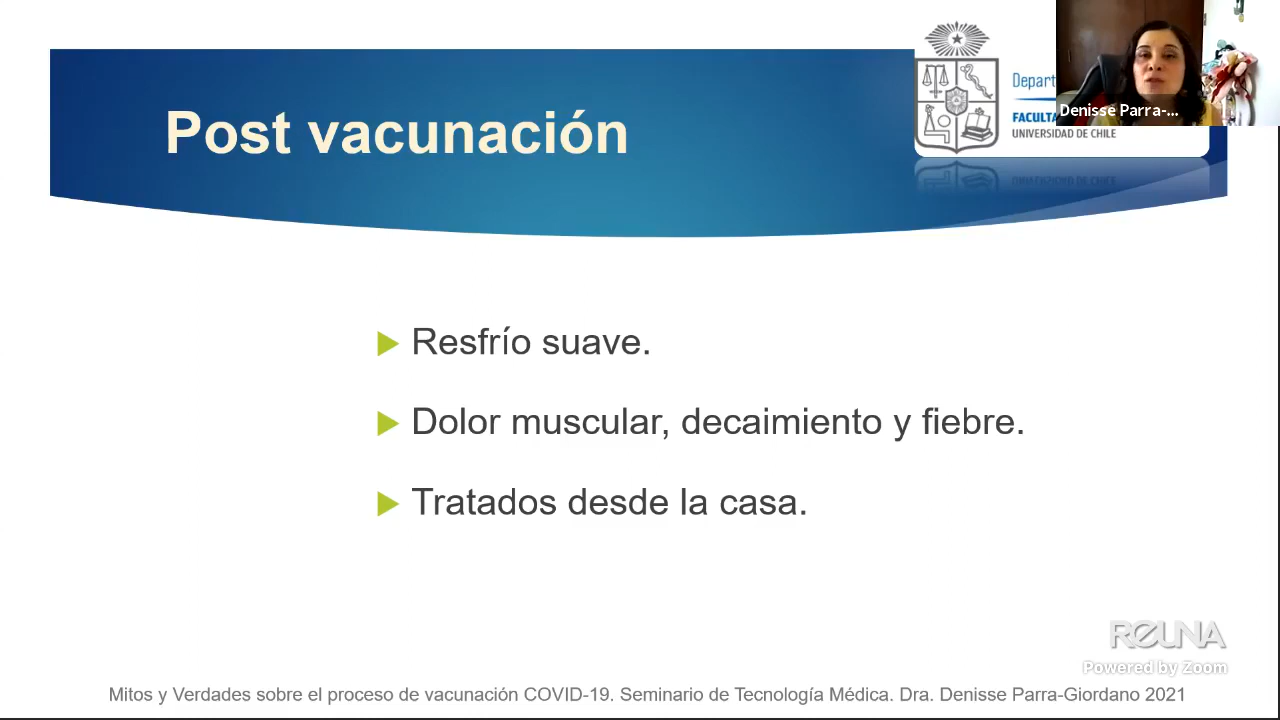 Post vacunación
Depart
FACULTA
UNIVERSIDAD DE CHILE
Denisse Parra-...
Resfrío suave.
Dolor muscular, decaimiento y fiebre.
Tratados desde la casa.
REUNA
Powered by Zoom
Mitos y Verdades sobre el proceso de vacunación COVID-19. Seminario de Tecnología Médica. Dra. Denisse Parra-Giordano 2021